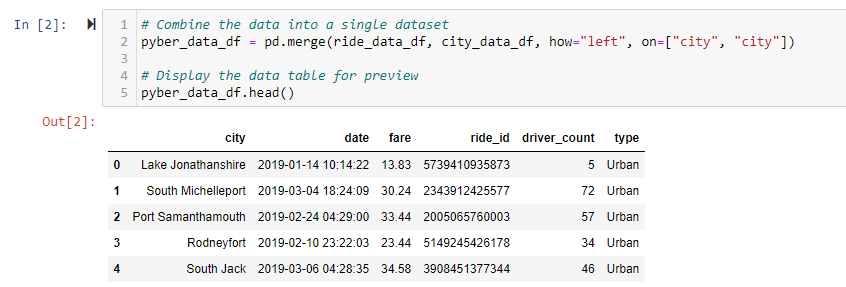 In [2]:
1 # Combine the data into a single dataset
2 pyber_data_df = pd.merge(ride_data_df, city_data_df, how="left", on=["city", "city"])
3
4 # Display the data table for preview
5 pyber_data_df.head()
Out[2]:
city date fare ride_id driver_count type
0 Lake Jonathanshire 2019-01-14 10:14:22 13.83 5739410935873 5 Urban
1 South Michelleport 2019-03-04 18:24:09 30.24 2343912425577 72 Urban
2 Port Samanthamouth 2019-02-24 04:29:00 33.44 2005065760003 57 Urban
3 Rodneyfort 2019-02-10 23:22:03 23.44 5149245426178 34 Urban
4 South Jack 2019-03-06 04:28:35 34.58 3908451377344 46 Urban